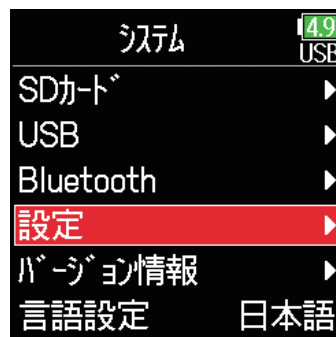 ｼｽﾃﾑ
4.9
USB
SDｶｰﾄﾞ
USB
Bluetooth
設定
ﾊﾞｰｼﾞｮﾝ情報
言語設定 日本語